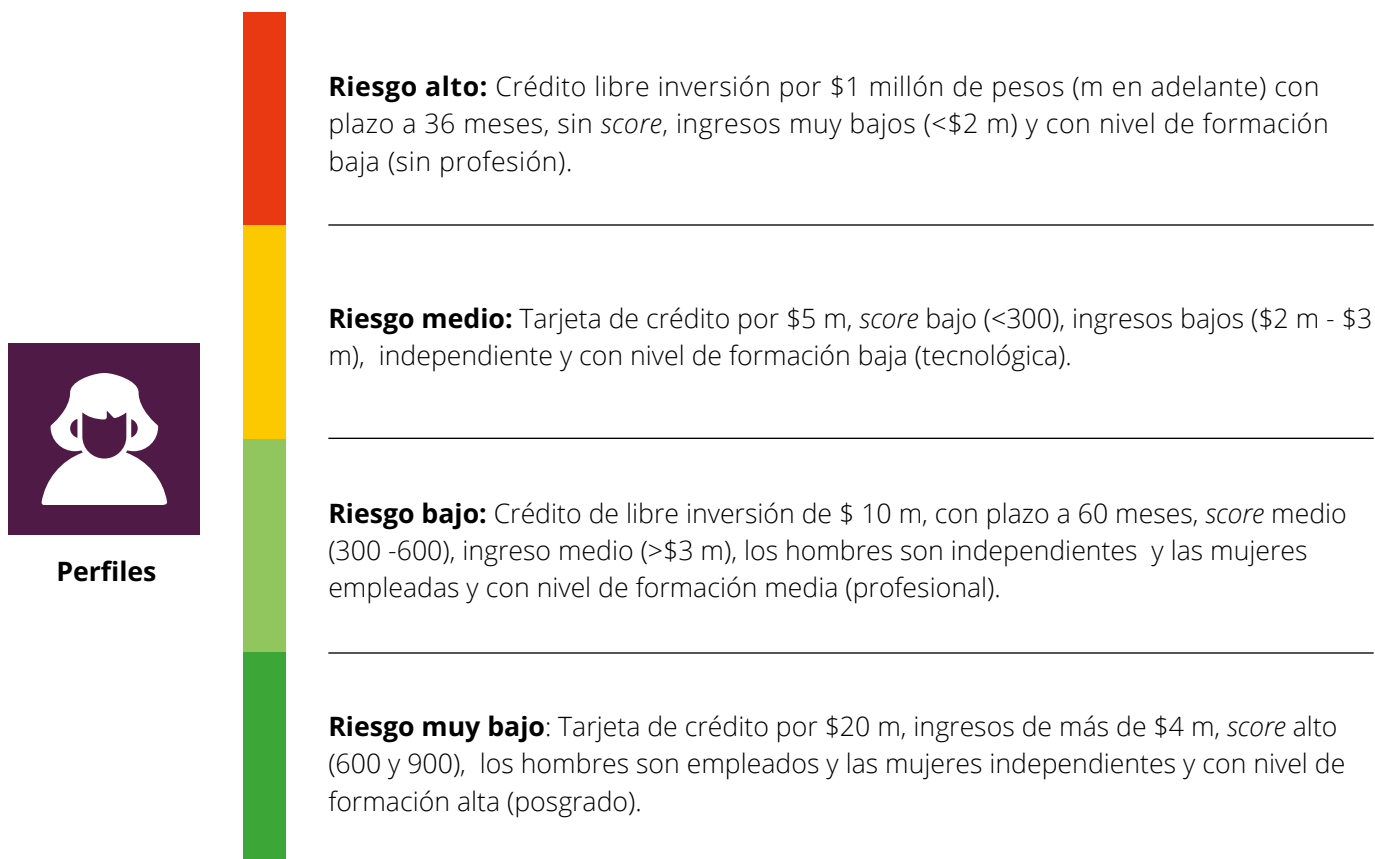 Riesgo alto: Crédito libre inversión por $1 millón de pesos (m en adelante) con
plazo a 36 meses, sin score, ingresos muy bajos (<$2 m) y con nivel de formación
baja (sin profesión).
Riesgo medio: Tarjeta de crédito por $5 m, score bajo (<300), ingresos bajos ($2 m - $3
m),  independiente y con nivel de formación baja (tecnológica).
Riesgo bajo: Crédito de libre inversión de $ 10 m, con plazo a 60 meses, score medio
(300 -600), ingreso medio (>$3 m), los hombres son independientes  y las mujeres
empleadas y con nivel de formación media (profesional).
Perfiles
Riesgo muy bajo: Tarjeta de crédito por $20 m, ingresos de más de $4 m, score alto
(600 y 900),  los hombres son empleados y las mujeres independientes y con nivel de
formación alta (posgrado).